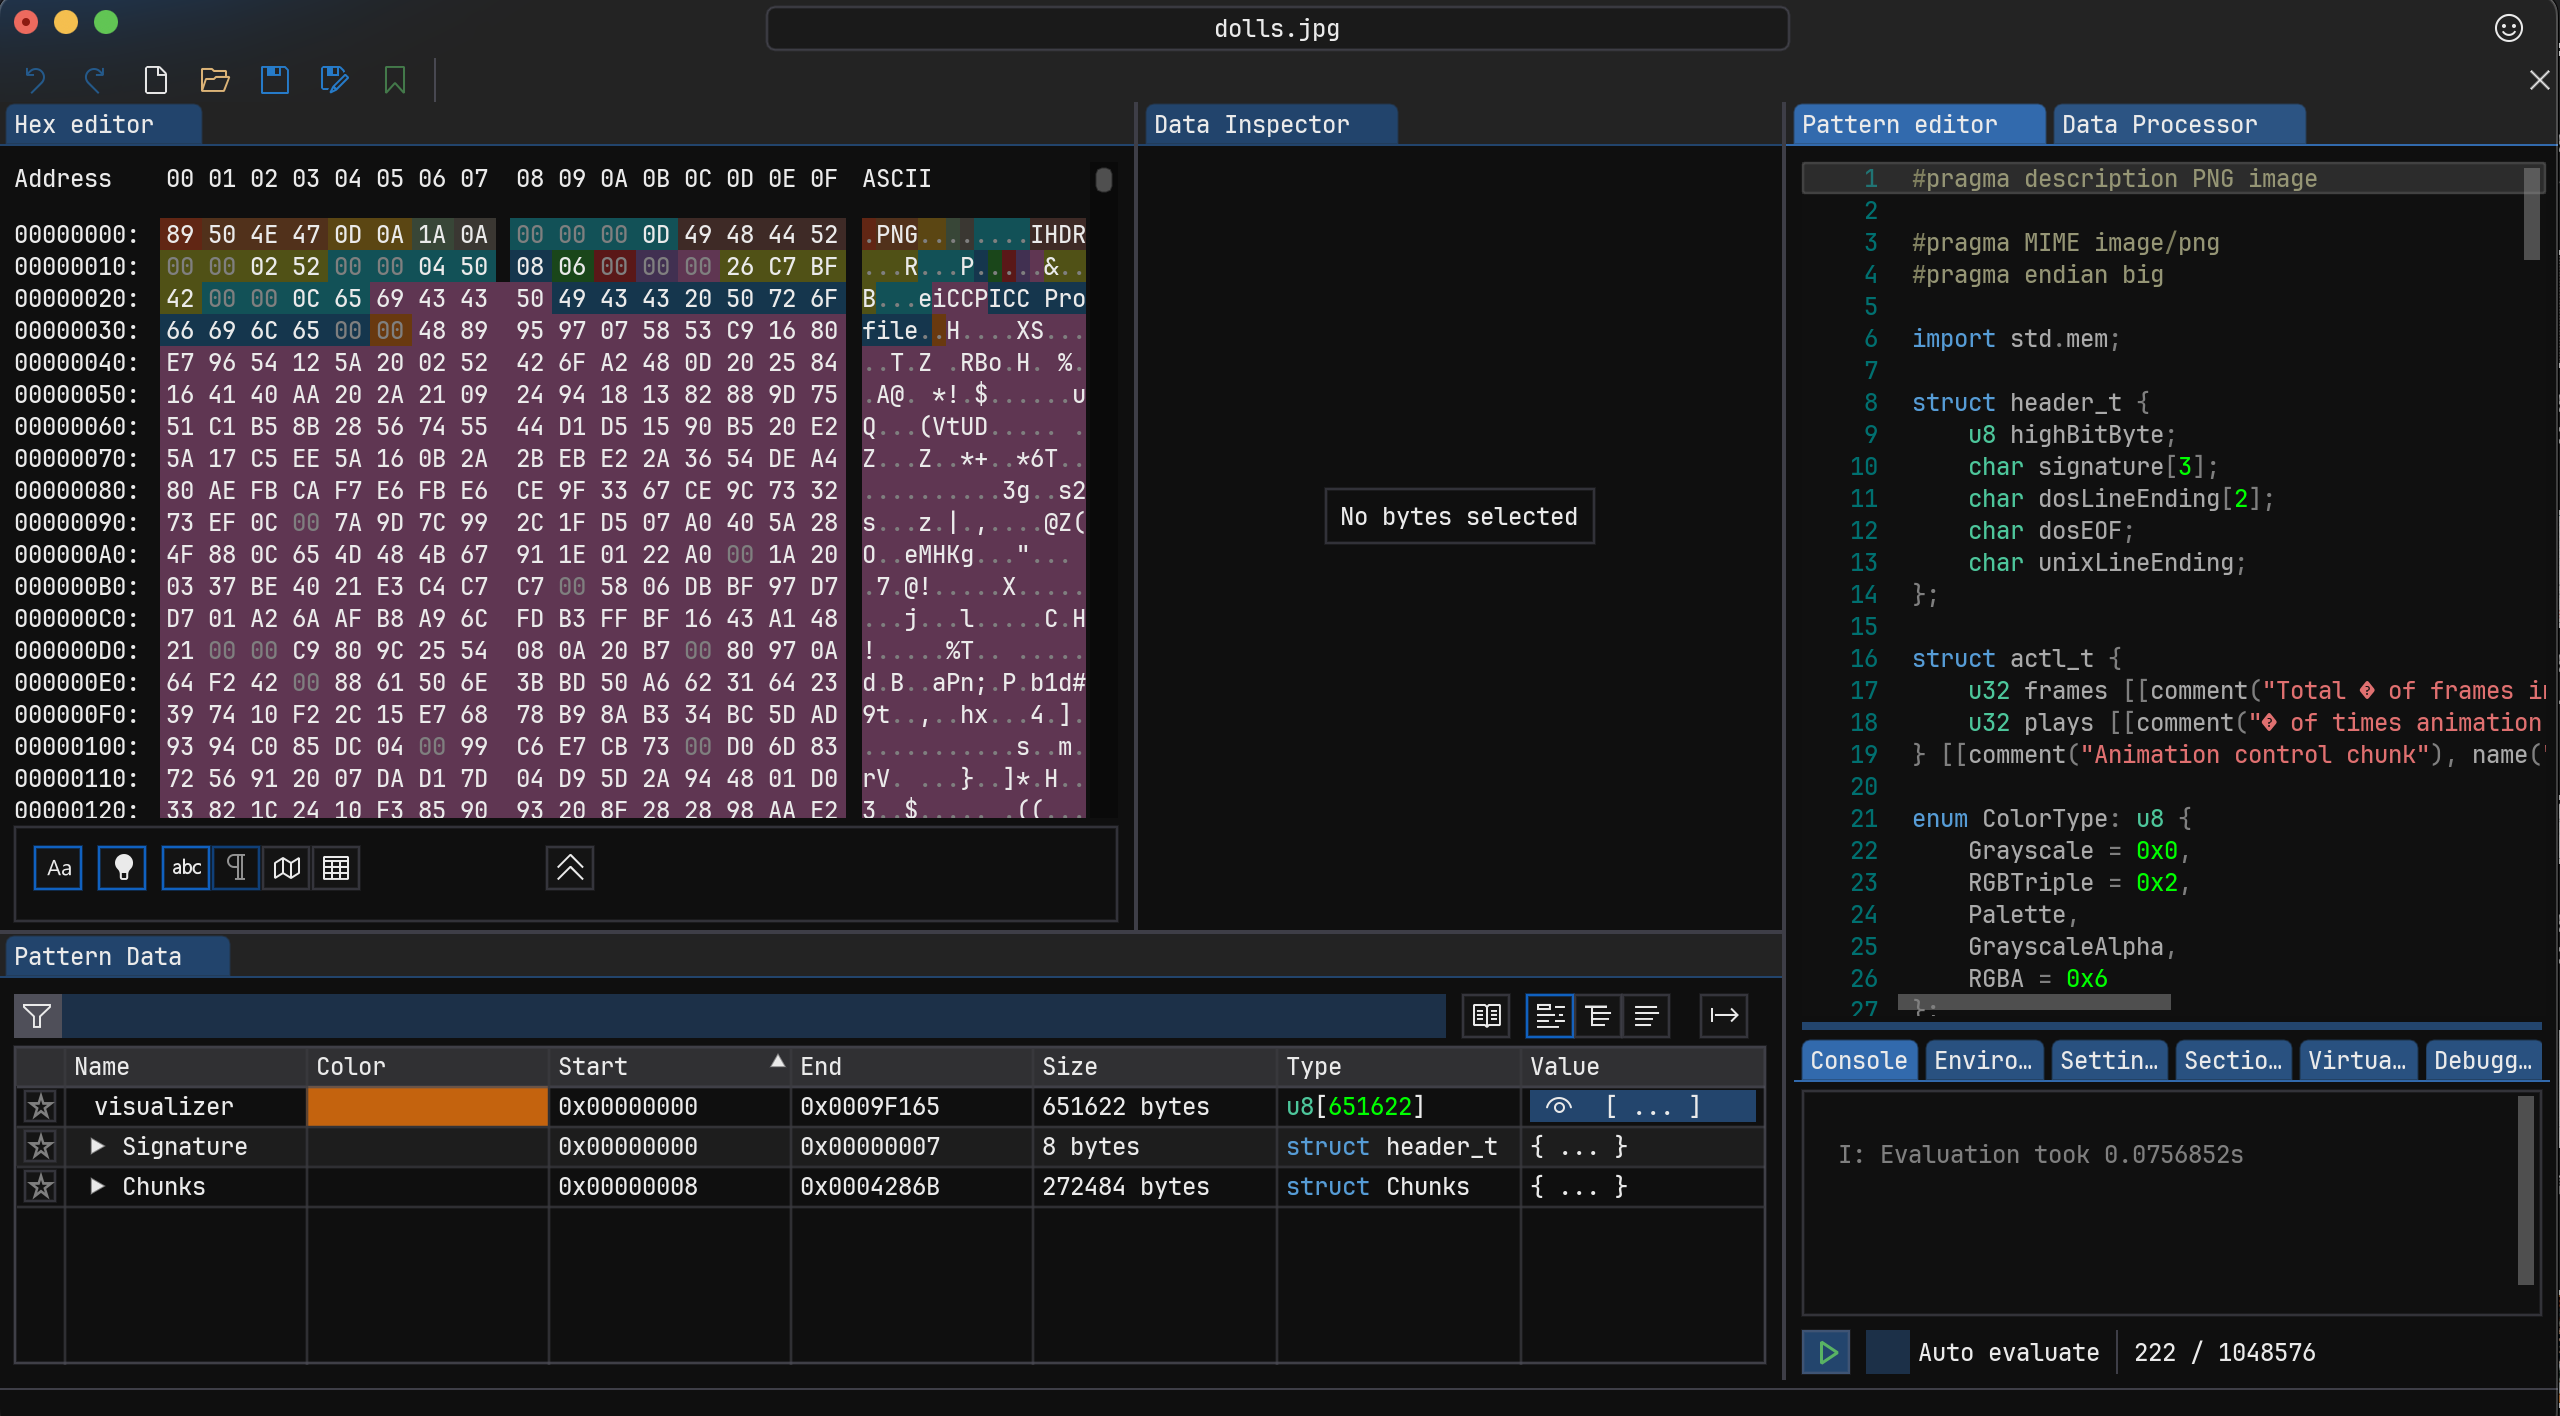 dolls.jpg
Hex editor
Address 00 01 02 03 04 05 06 07 08 09 0A 0B 0C 0D 0E 0F ASCII
00000000: 89 50 4E 47 0D 0A 1A 0A 00 00 00 0D 49 48 44 52 .PNG........IHDR
00000010: 00 00 02 52 00 00 04 50 08 06 00 00 00 26 C7 BF ...R...P.....&..
00000020: 42 00 00 0C 65 69 43 43 50 49 43 43 20 50 72 6F B...eiCCPICC Pro
00000030: 66 69 6C 65 00 00 48 89 95 97 07 58 53 C9 16 80 file..H....XS...
00000040: E7 96 54 12 5A 20 02 52 42 6F A2 48 0D 20 25 84 ..T.Z .RBo.H. %.
00000050: 16 41 40 AA 20 2A 21 09 24 94 18 13 82 88 9D 75 .A@. *!.$......u
00000060: 51 C1 B5 8B 28 56 74 55 44 D1 D5 15 90 B5 20 E2 Q...(VtUD..... .
00000070: 5A 17 C5 EE 5A 16 0B 2A 2B EB E2 2A 36 54 DE A4 Z...Z..*+..*6T..
00000080: 80 AE FB CA F7 E6 FB E6 CE 9F 33 67 CE 9C 73 32 ..........3g..s2
00000090: 73 EF 0C 00 7A 9D 7C 99 2C 1F D5 07 A0 40 5A 28 s...z.|.,....@Z(
000000A0: 4F 88 0C 65 4D 48 4B 67 91 1E 01 22 A0 00 1A 20 O..eMHKg..."...
000000B0: 03 37 BE 40 21 E3 C4 C7 C7 00 58 06 DB BF 97 D7 .7.@!.....X.....
000000C0: D7 01 A2 6A AF B8 A9 6C FD B3 FF BF 16 43 A1 48 ...j...l.....C.H
000000D0: 21 00 00 C9 80 9C 25 54 08 0A 20 B7 00 80 97 0A !.....%T.. .....
000000E0: 64 F2 42 00 88 61 50 6E 3B BD 50 A6 62 31 64 23 d.B..aPn;.P.b1d#
000000F0: 39 74 10 F2 2C 15 E7 68 78 B9 8A B3 34 BC 5D AD 9t..,..hx...4.].
00000100: 93 94 C0 85 DC 04 00 99 C6 E7 CB 73 00 D0 6D 83 ...........s..m.
00000110: 72 56 91 20 07 DA D1 7D 04 D9 5D 2A 94 48 01 D0 rV. ...}..]*.H..
00000120: 33 82 1C 24 10 F3 85 90 93 20 8F 28 28 98 AA E2 3..$..... .((...
Aa
abc ¶
Data Inspector
No bytes selected
Pattern Data
Name Color Start End Size Type Value
visualizer 0x00000000 0x0009F165 651622 bytes u8[651622] [ ... ]
Signature 0x00000000 0x00000007 8 bytes struct header_t { ... }
Chunks 0x00000008 0x0004286B 272484 bytes struct Chunks { ... }
Pattern editor Data Processor
1 #pragma description PNG image
2
3 #pragma MIME image/png
4 #pragma endian big
5
6 import std.mem;
7
8 struct header_t {
9 u8 highBitByte;
10 char signature[3];
11 char dosLineEnding[2];
12 char dosEOF;
13 char unixLineEnding;
14 };
15
16 struct actl_t {
17 u32 frames [[comment("Total � of frames in
18 u32 plays [[comment("� of times animation
19 } [[comment("Animation control chunk"), name("
20
21 enum ColorType: u8 {
22 Grayscale = 0x0,
23 RGBTriple = 0x2,
24 Palette,
25 GrayscaleAlpha,
26 RGBA = 0x6
27 };
Console Enviro... Settin... Sectio... Virtua... Debugg...
I: Evaluation took 0.0756852s
Auto evaluate 222 / 1048576